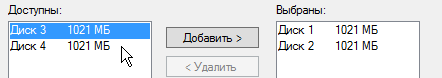 Доступны:
Диск 3 1021 МБ
Диск 4 1021 МБ
Добавить >
< Удалить
Выбраны:
Диск 1 1021 МБ
Диск 2 1021 МБ